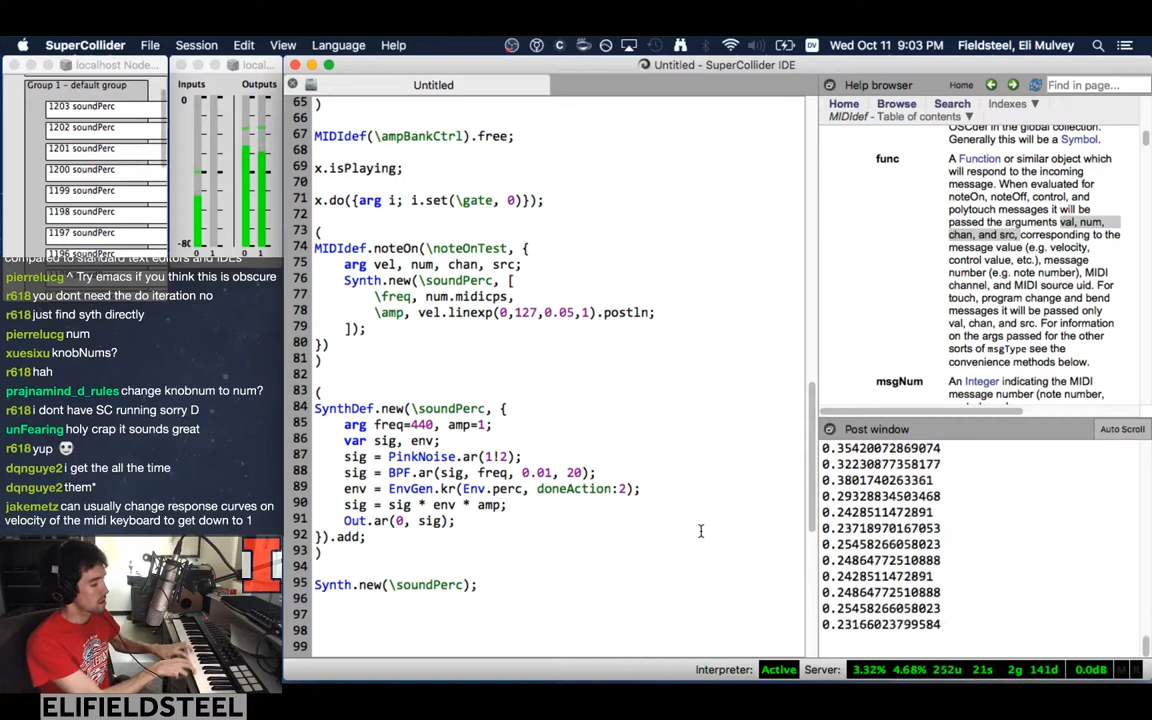 SuperCollider File Session Edit View Language Help
DV Wed Oct 11 9:03 PM Fieldsteel, Eli Mulvey
localhost Node...
Group 1 - default group
1203 soundPerc
1202 soundPerc
1201 soundPerc
1200 soundPerc
1199 soundPerc
1198 soundPerc
1197 soundPerc
1196 soundPerc
local...
Inputs Outputs
0
-80
0 1 0 1
compared to standard text editors and IDEs
pierrelucg ^ Try emacs if you think this is obscure
r618 you dont need the do iteration no
r618 just find syth directly
pierrelucg num
xuesixu knobNums?
r618 hah
prajnamind_d_rules change knobnum to num?
r618 i dont have SC running sorry D
unFearing holy crap it sounds great
r618 yup
dqnguye2 i get the all the time
dqnguye2 them*
jakemetz can usually change response curves on
velocity of the midi keyboard to get down to 1
I
ELIFIELDSTEEL
Untitled - SuperCollider IDE
Untitled
65 )
66
67 MIDIdef(\ampBankCtrl).free;
68
69 x.isPlaying;
70
71 x.do({arg i; i.set(\gate, 0)});
72
73 (
74 MIDIdef.noteOn(\noteOnTest, {
75 arg vel, num, chan, src;
76 Synth.new(\soundPerc, [
77 \freq, num.midicps,
78 \amp, vel.linexp(0,127,0.05,1).postln;
79 ]);
80 })
81 )
82
83 (
84 SynthDef.new(\soundPerc, {
85 arg freq=440, amp=1;
86 var sig, env;
87 sig = PinkNoise.ar(1!2);
88 sig = BPF.ar(sig, freq, 0.01, 20);
89 env = EnvGen.kr(Env.perc, doneAction:2);
90 sig = sig * env * amp;
91 Out.ar(0, sig);
92 }).add;
93 )
94
95 Synth.new(\soundPerc);
96
97
98
99
Help browser Home Find in page...
Home Browse Search Indexes ▼
MIDIdef - Table of contents ▼
OSCdef in the global collection.
Generally this will be a Symbol.
func
A Function or similar object which
will respond to the incoming
message. When evaluated for
noteOn, noteOff, control, and
polytouch messages it will be
passed the arguments val, num,
chan, and src, corresponding to the
message value (e.g. velocity,
control value, etc.), message
number (e.g. note number), MIDI
channel, and MIDI source uid. For
touch, program change and bend
messages it will be passed only
val, chan, and src. For information
on the args passed for the other
sorts of msgType see the
convenience methods below.
msgNum
An Integer indicating the MIDI
message number (note number,
Post window Auto Scroll
0.35420072869074
0.32230877358177
0.3801740263361
0.29328834503468
0.2428511472891
0.23718970167053
0.25458266058023
0.24864772510888
0.2428511472891
0.24864772510888
0.25458266058023
0.23166023799584
Interpreter: Active Server: 3.32% 4.68% 252u 21s 2g 141d 0.0dB M R